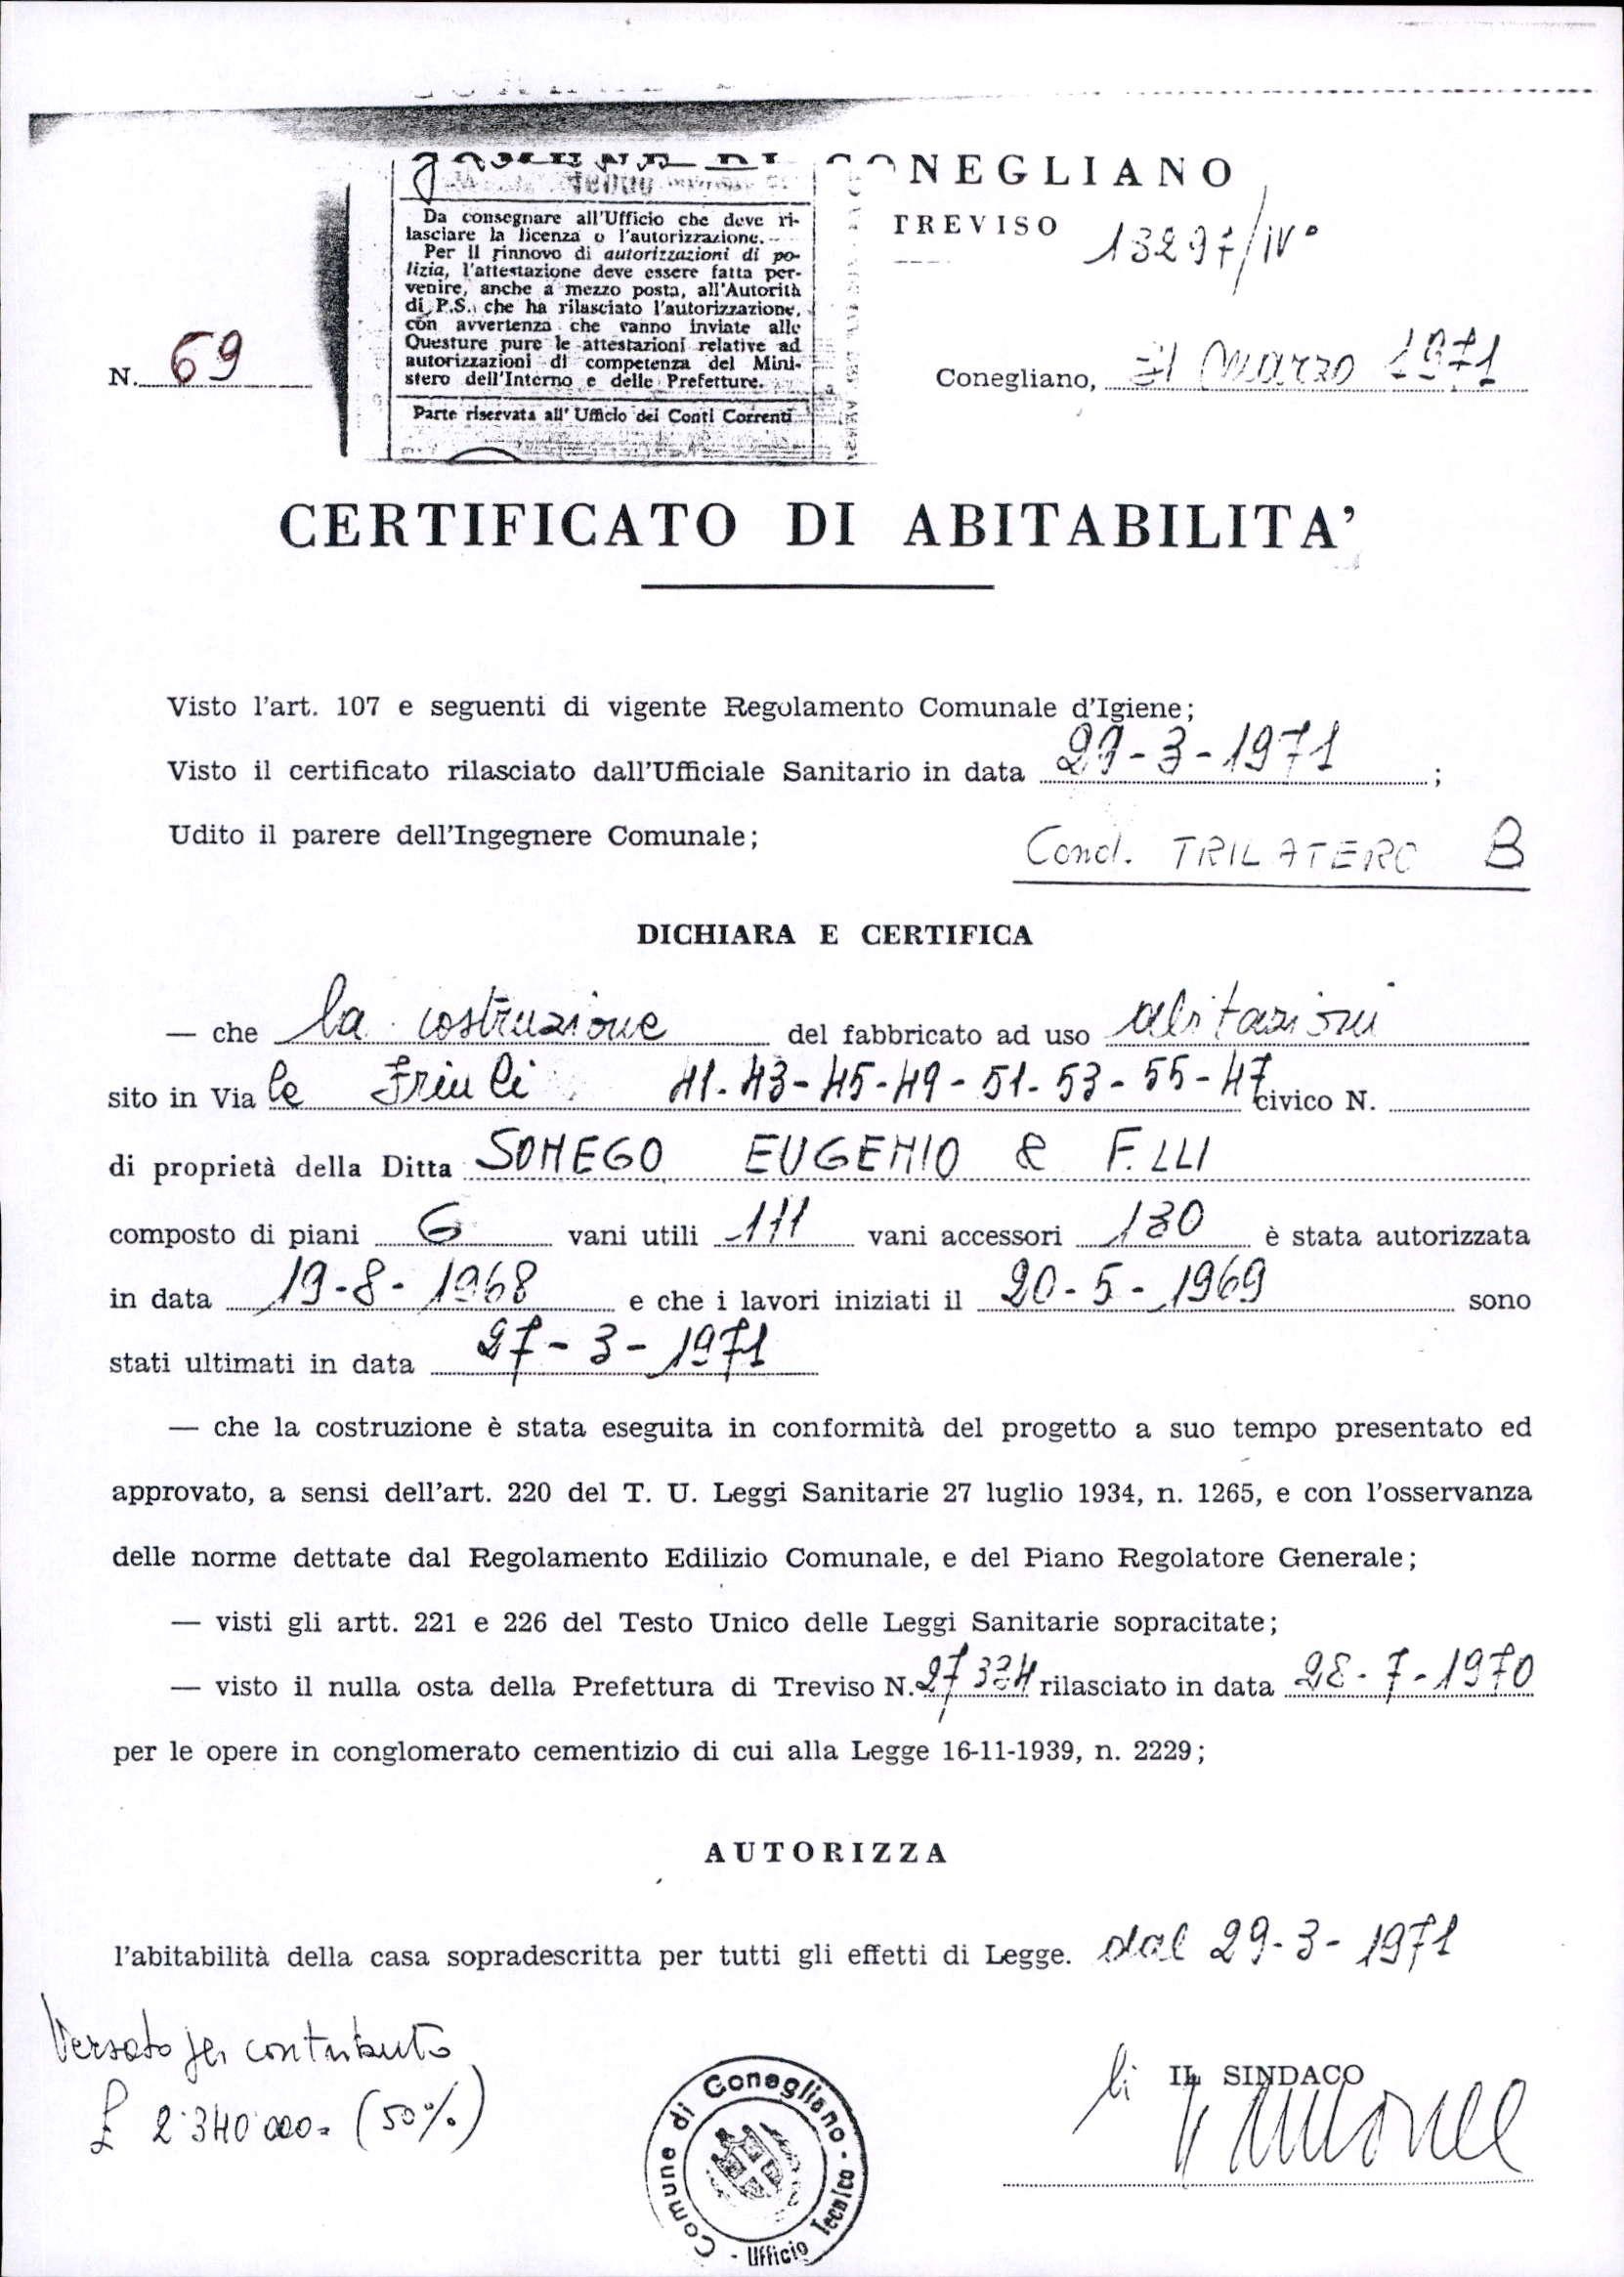 CONEGLIANO
TREVISO
13297/IV°
Da consegnare all'Ufficio che deve ri-
lasciare la licenza o l'autorizzazione.
Per il rinnovo di autorizzazioni di po-
lizia, l'attestazione deve essere fatta per-
venire, anche a mezzo posta, all'Autorità
di P.S. che ha rilasciato l'autorizzazione,
con avvertenza che vanno inviate alle
Questure pure le attestazioni relative ad
autorizzazioni di competenza del Mini-
stero dell'Interno e delle Prefetture.
Parte riservata all'Ufficio dei Conti Correnti
N. 69
Conegliano, 31 Marzo 1971
CERTIFICATO DI ABITABILITA'
Visto l'art. 107 e seguenti di vigente Regolamento Comunale d'Igiene;
Visto il certificato rilasciato dall'Ufficiale Sanitario in data 29-3-1971;
Udito il parere dell'Ingegnere Comunale;
Cond. TRILATERO B
DICHIARA E CERTIFICA
— che la costruzione del fabbricato ad uso abitazioni
sito in Via le Friuli 41-43-45-49-51-53-55-47 civico N.
di proprietà della Ditta SONEGO EUGENIO & F.LLI
composto di piani 6 vani utili 111 vani accessori 130 è stata autorizzata
in data 19-8-1968 e che i lavori iniziati il 20-5-1969 sono
stati ultimati in data 27-3-1971
— che la costruzione è stata eseguita in conformità del progetto a suo tempo presentato ed
approvato, a sensi dell'art. 220 del T. U. Leggi Sanitarie 27 luglio 1934, n. 1265, e con l'osservanza
delle norme dettate dal Regolamento Edilizio Comunale, e del Piano Regolatore Generale;
— visti gli artt. 221 e 226 del Testo Unico delle Leggi Sanitarie sopracitate;
— visto il nulla osta della Prefettura di Treviso N. 27334 rilasciato in data 28-7-1970
per le opere in conglomerato cementizio di cui alla Legge 16-11-1939, n. 2229;
AUTORIZZA
l'abitabilità della casa sopradescritta per tutti gli effetti di Legge. dal 29-3-1971
Versato per contributo
£ 2.340.000= (50%)
IL SINDACO
Comune di Conegliano - Ufficio Tecnico -